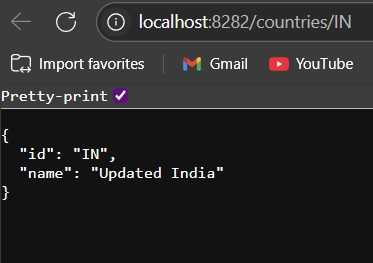 localhost:8282/countries/IN
Import favorites Gmail YouTube
Pretty-print
{
"id": "IN",
"name": "Updated India"
}